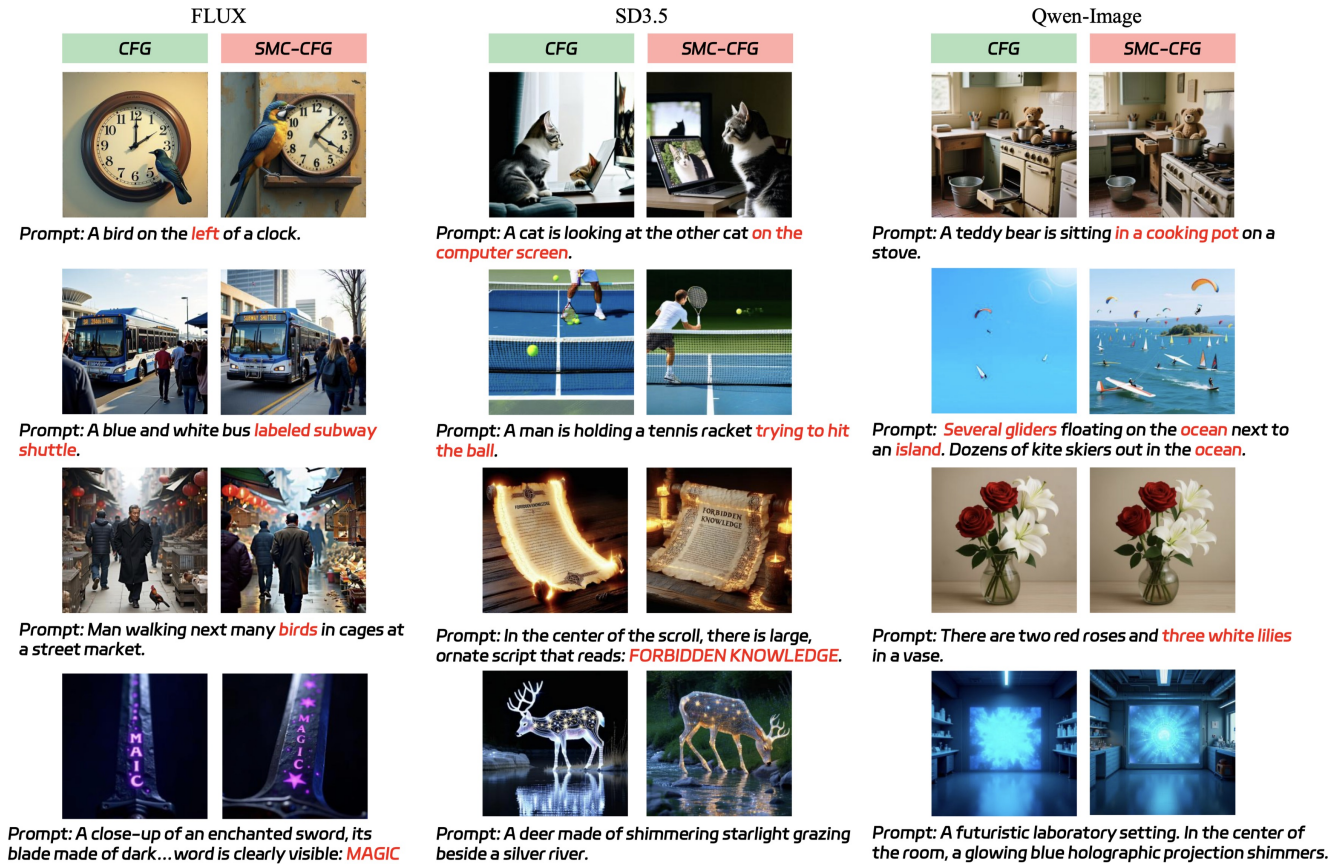 FLUX
SD3.5
Qwen-Image
CFG
SMC-CFG
CFG
SMC-CFG
CFG
SMC-CFG
Prompt: A bird on the left of a clock.
Prompt: A cat is looking at the other cat on the
computer screen.
Prompt: A teddy bear is sitting in a cooking pot on a
stove.
SUBWAY SHUTTLE
Prompt: A blue and white bus labeled subway
shuttle.
Prompt: A man is holding a tennis racket trying to hit
the ball.
Prompt: Several gliders floating on the ocean next to
an island. Dozens of kite skiers out in the ocean.
FORBIDDEN
KNOWLEDGE
Prompt: Man walking next many birds in cages at
a street market.
Prompt: In the center of the scroll, there is large,
ornate script that reads: FORBIDDEN KNOWLEDGE.
Prompt: There are two red roses and three white lilies
in a vase.
MAIC
MAGIC
Prompt: A close-up of an enchanted sword, its
blade made of dark...word is clearly visible: MAGIC
Prompt: A deer made of shimmering starlight grazing
beside a silver river.
Prompt: A futuristic laboratory setting. In the center of
the room, a glowing blue holographic projection shimmers.